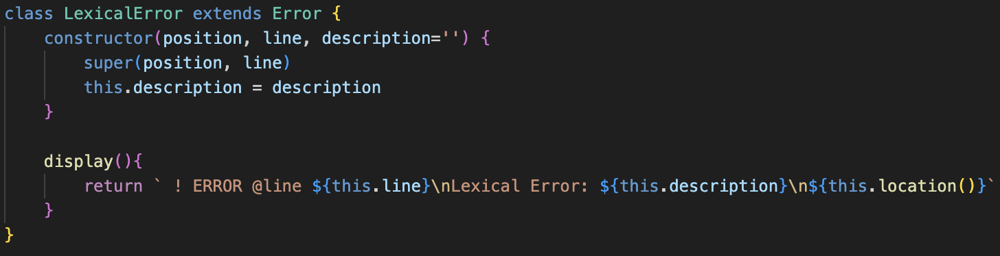 class LexicalError extends Error {
    constructor(position, line, description='') {
        super(position, line)
        this.description = description
    }

    display(){
        return ` ! ERROR @line ${this.line}\nLexical Error: ${this.description}\n${this.location()}`
    }
}